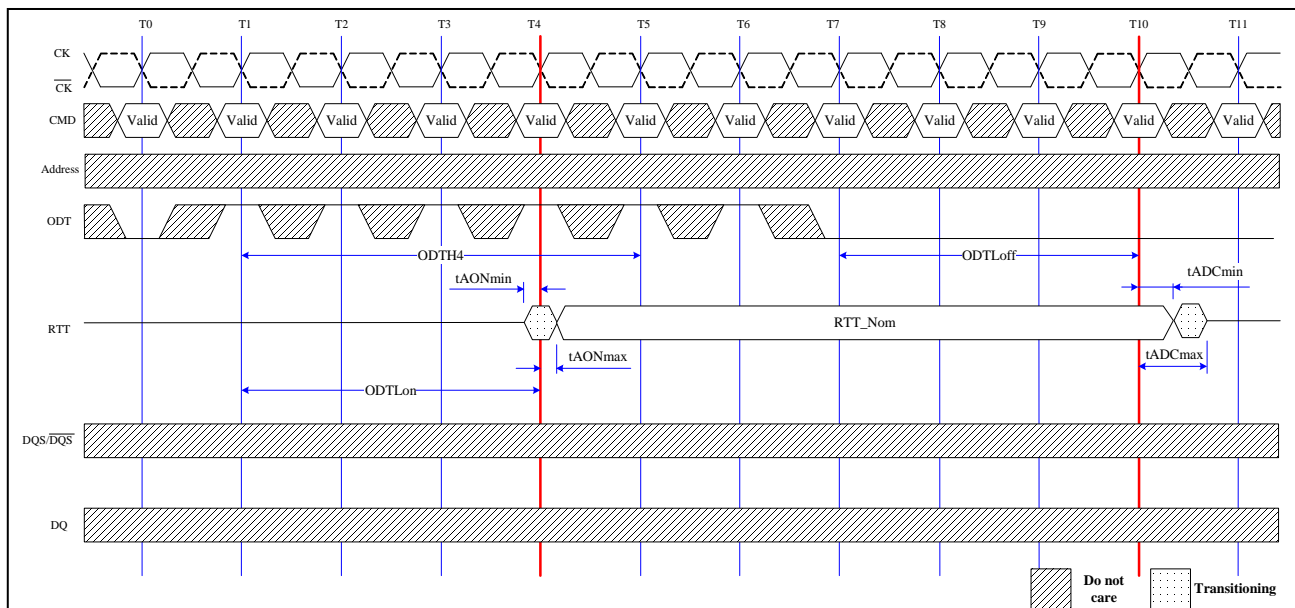 T0 T1 T2 T3 T4 T5 T6 T7 T8 T9 T10 T11
CK
C̅K̅
CMD Valid Valid Valid Valid Valid Valid Valid Valid Valid Valid Valid Valid
Address
ODT
ODTH4 ODTLoff
tAONmin tADCmin
RTT RTT_Nom
tAONmax tADCmax
ODTLon
DQS/D̅Q̅S̅
DQ
Do not care Transitioning